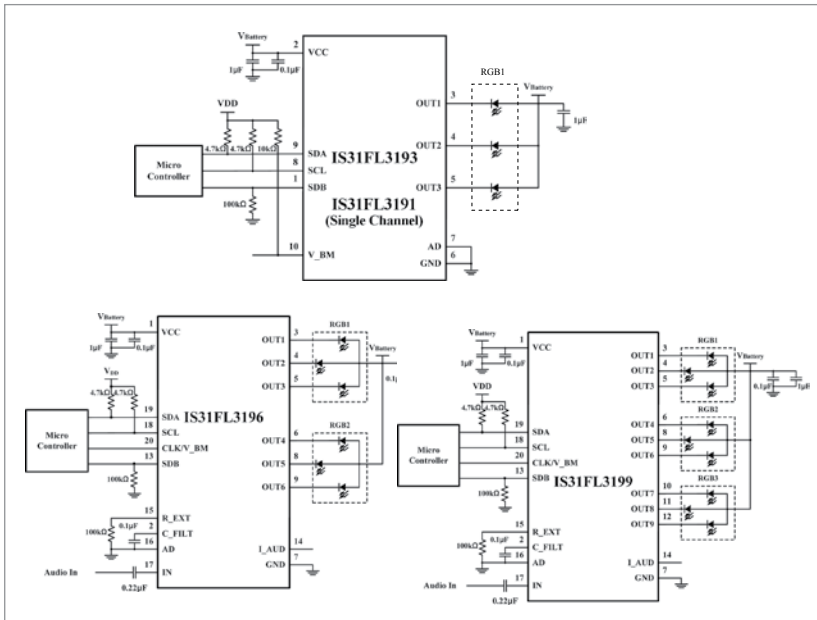 VBattery
2
VCC
1μF
0.1μF
RGB1
VBattery
3
OUT1
1μF
VDD
4.7kΩ
4.7kΩ
10kΩ
9
SDA
IS31FL3193
4
OUT2
Micro
Controller
8
SCL
1
SDB
5
OUT3
100kΩ
IS31FL3191
(Single Channel)
10
V_BM
7
AD
6
GND
VBattery
1
VCC
1μF
0.1μF
RGB1
3
OUT1
VBattery
4
OUT2
5
OUT3
0.1μ
VDD
4.7kΩ
4.7kΩ
IS31FL3196
19
SDA
Micro
Controller
18
SCL
20
CLK/V_BM
13
SDB
100kΩ
RGB2
6
OUT4
8
OUT5
9
OUT6
15
R_EXT
100kΩ
0.1μF
2
C_FILT
16
AD
14
I_AUD
7
GND
Audio In
17
IN
0.22μF
VBattery
1
VCC
1μF
0.1μF
RGB1
3
OUT1
VBattery
4
OUT2
5
OUT3
0.1μF
1μF
VDD
4.7kΩ
4.7kΩ
19
SDA
Micro
Controller
18
SCL
20
CLK/V_BM
13
SDB
100kΩ
IS31FL3199
RGB2
6
OUT4
8
OUT5
9
OUT6
RGB3
10
OUT7
11
OUT8
12
OUT9
15
R_EXT
100kΩ
0.1μF
2
C_FILT
16
AD
14
I_AUD
7
GND
Audio In
17
IN
0.22μF